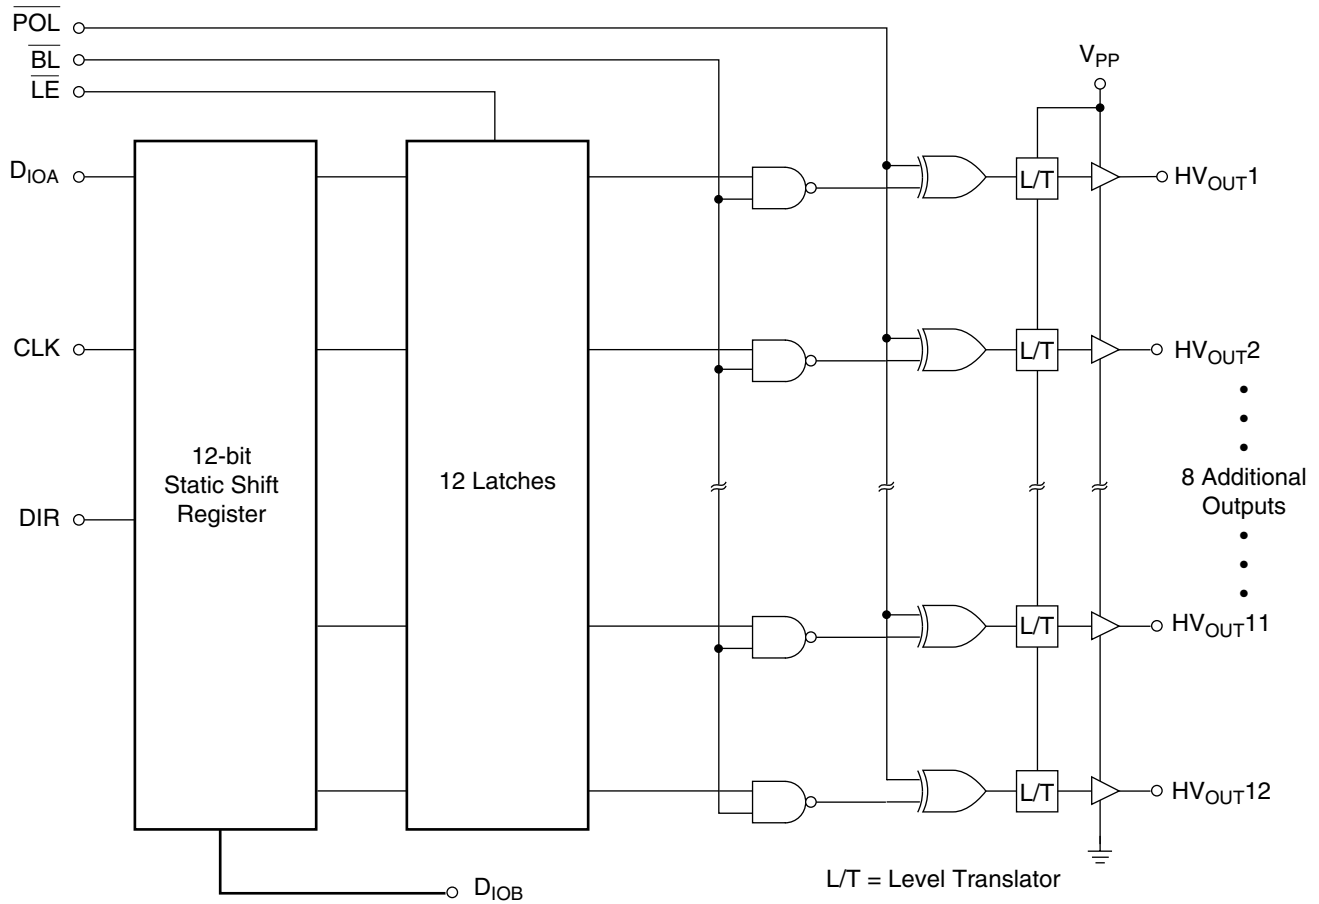 POL
BL
LE
V_PP
D_IOA
L/T
HV_OUT1
CLK
L/T
HV_OUT2
12-bit
Static Shift
Register
12 Latches
8 Additional
Outputs
DIR
L/T
HV_OUT11
L/T
HV_OUT12
L/T = Level Translator
D_IOB